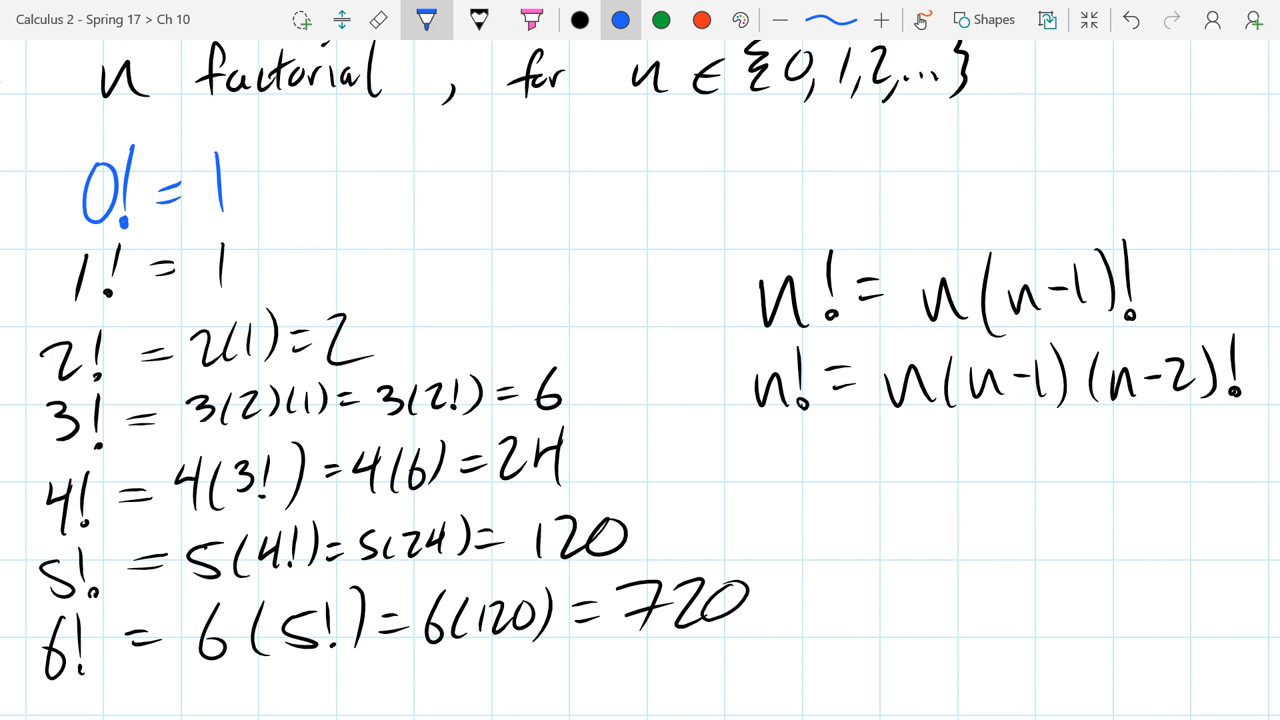 Calculus 2 - Spring 17 > Ch 10
Shapes
n factorial, for n ∈ {0, 1, 2, ...}
0! = 1
1! = 1
2! = 2(1) = 2
3! = 3(2)(1) = 3(2!) = 6
4! = 4(3!) = 4(6) = 24
5! = 5(4!) = 5(24) = 120
6! = 6(5!) = 6(120) = 720
n! = n(n-1)!
n! = n(n-1)(n-2)!